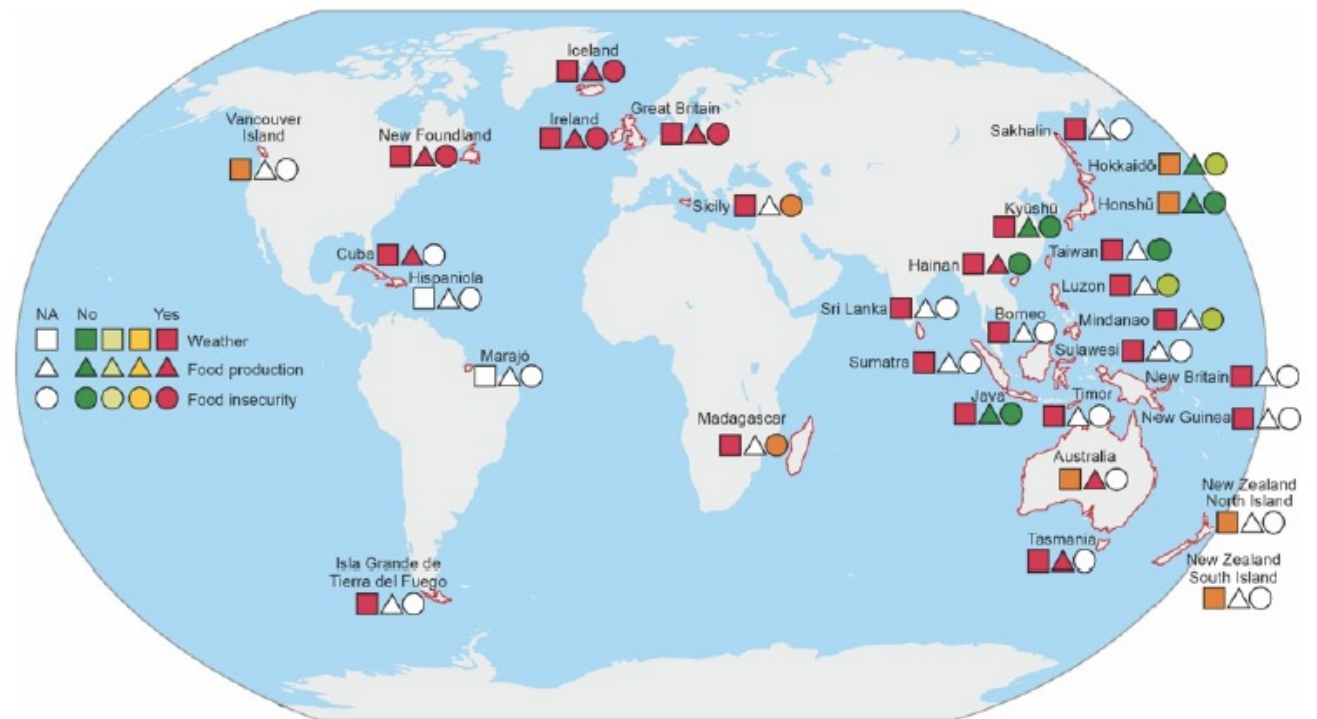 Iceland
Great Britain
Ireland
Vancouver
Island
New Foundland
Sakhalin
Hokkaidō
Sicily
Honshū
Kyūshū
Cuba
Taiwan
Hainan
Hispaniola
Luzon
Sri Lanka
Borneo
Mindanao
NA No Yes
Weather
Food production
Food insecurity
Marajó
Sumatra
Sulawesi
New Britain
Java
Timor
New Guinea
Madagascar
Australia
New Zealand
North Island
Tasmania
New Zealand
South Island
Isla Grande de
Tierra del Fuego